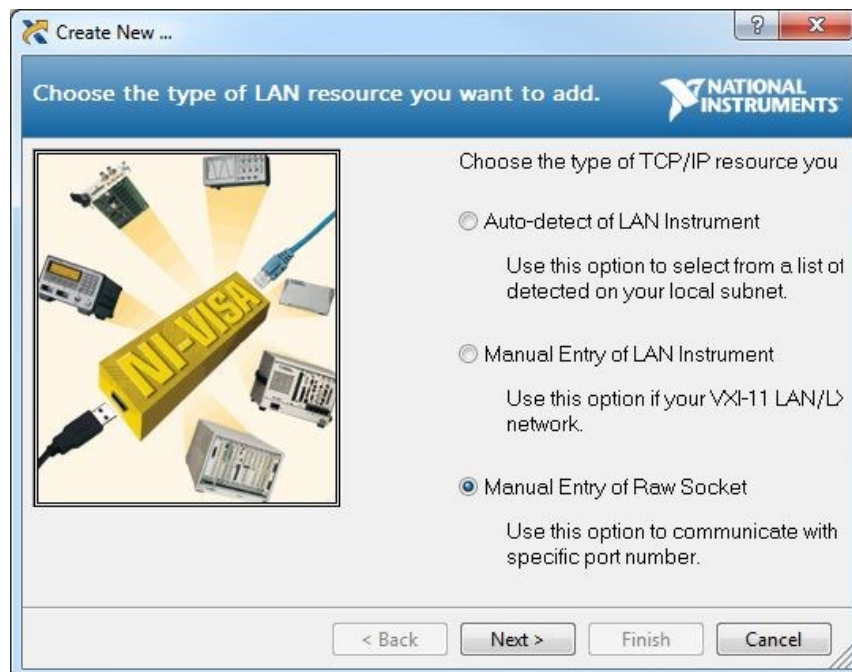 Create New ...
Choose the type of LAN resource you want to add.
NATIONAL
INSTRUMENTS
NI-VISA
Choose the type of TCP/IP resource you
Auto-detect of LAN Instrument
Use this option to select from a list of
detected on your local subnet.
Manual Entry of LAN Instrument
Use this option if your VXI-11 LAN/LX
network.
Manual Entry of Raw Socket
Use this option to communicate with
specific port number.
< Back
Next >
Finish
Cancel